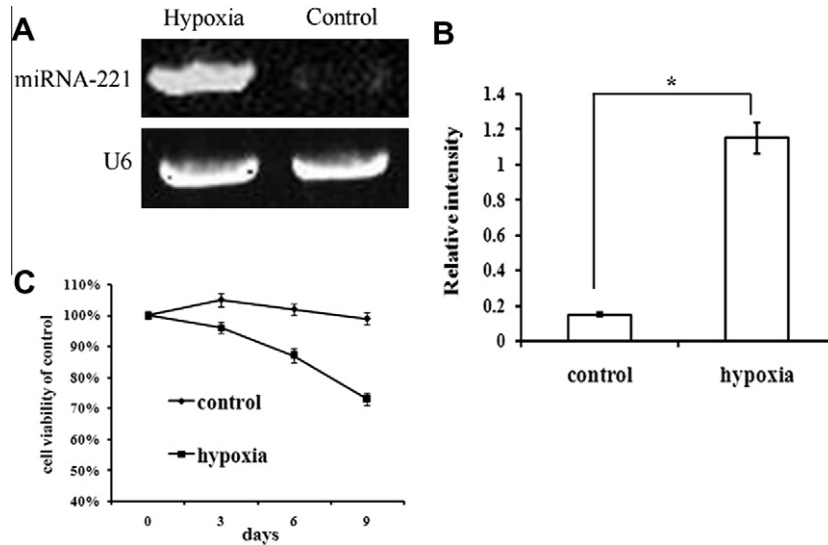 A
Hypoxia Control
miRNA-221
U6
B
*
1.4
1.2
1
0.8
0.6
0.4
0.2
0
Relative intensity
control hypoxia
C
110%
100%
90%
80%
70%
60%
50%
40%
cell viability of control
control
hypoxia
0 3 6 9
days